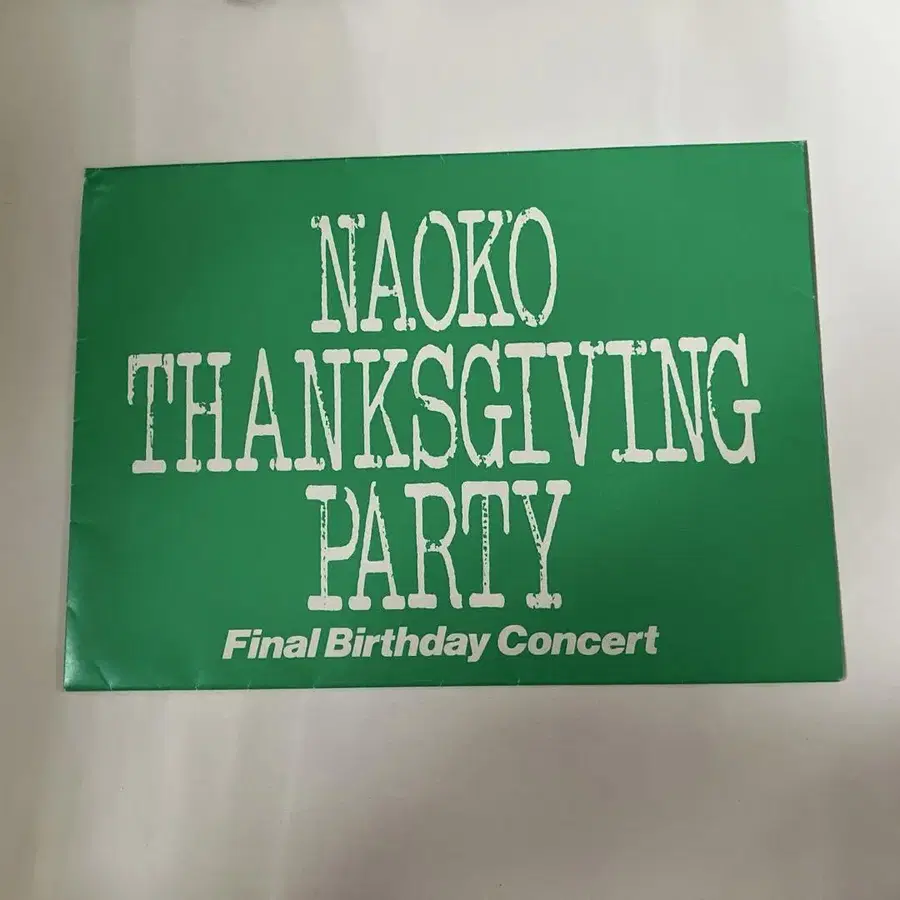 NAOKO
THANKSGIVING
PARTY
Final Birthday Concert